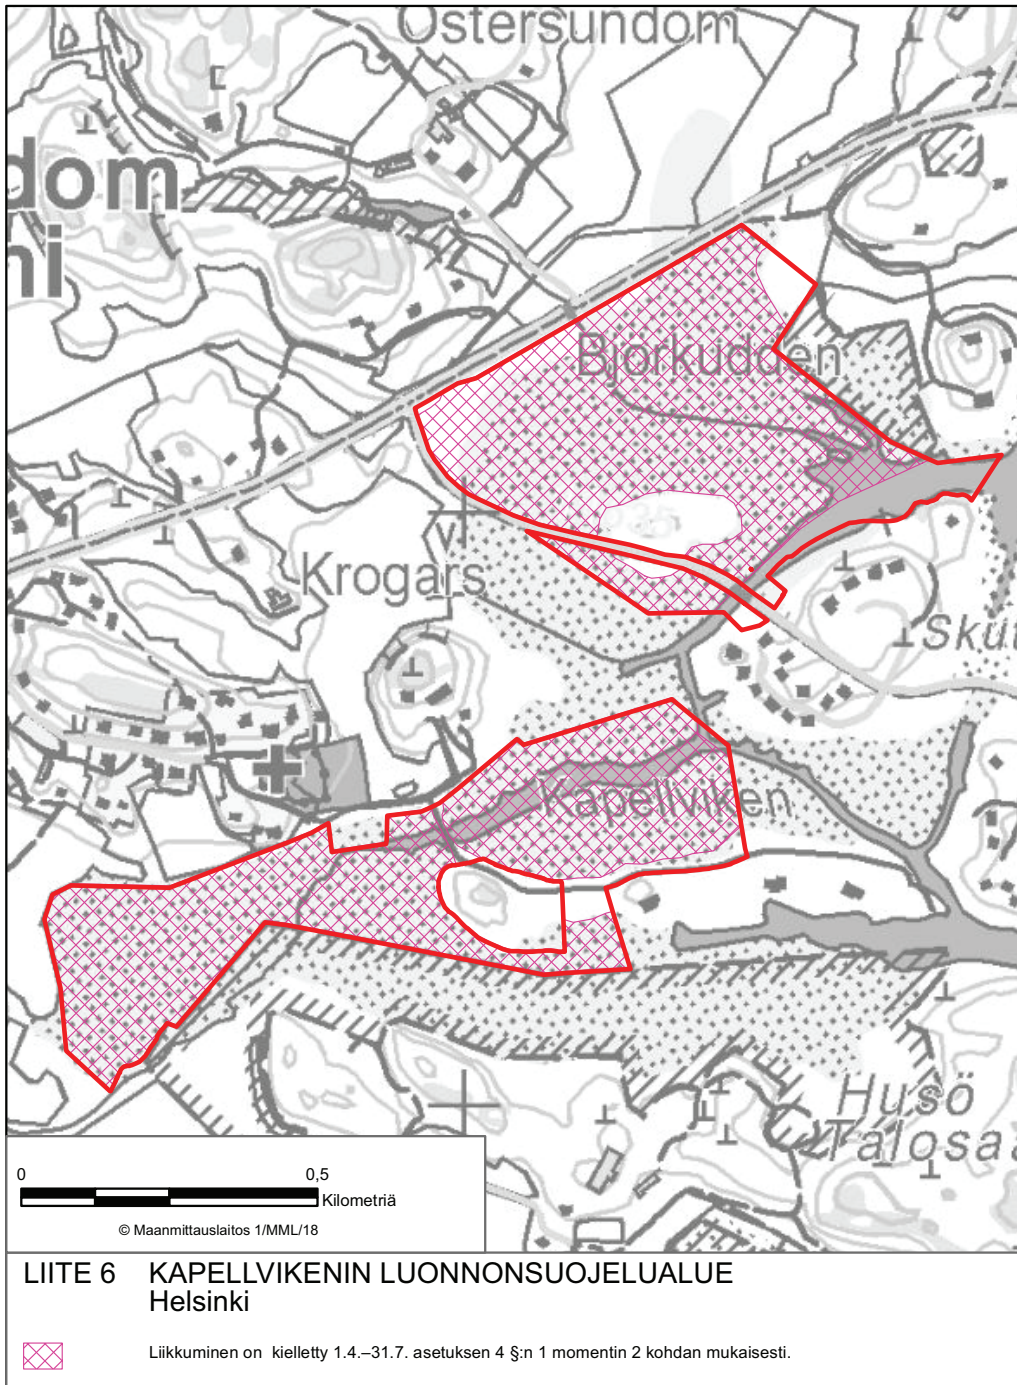 Östersundom
dom
ni
Björkudden
Krogars
Skut
Kapellviken
Husö
Talosaa
0 0,5
Kilometriä
© Maanmittauslaitos 1/MML/18
LIITE 6 KAPELLVIKENIN LUONNONSUOJELUALUE
Helsinki
Liikkuminen on kielletty 1.4.–31.7. asetuksen 4 §:n 1 momentin 2 kohdan mukaisesti.